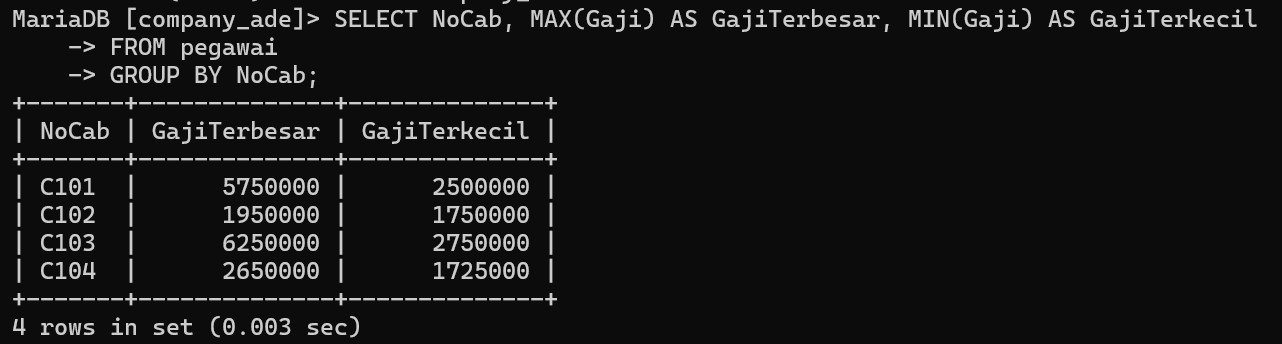 MariaDB [company_ade]> SELECT NoCab, MAX(Gaji) AS GajiTerbesar, MIN(Gaji) AS GajiTerkecil
    -> FROM pegawai
    -> GROUP BY NoCab;
+-------+--------------+--------------+
| NoCab | GajiTerbesar | GajiTerkecil |
+-------+--------------+--------------+
| C101  |      5750000 |      2500000 |
| C102  |      1950000 |      1750000 |
| C103  |      6250000 |      2750000 |
| C104  |      2650000 |      1725000 |
+-------+--------------+--------------+
4 rows in set (0.003 sec)